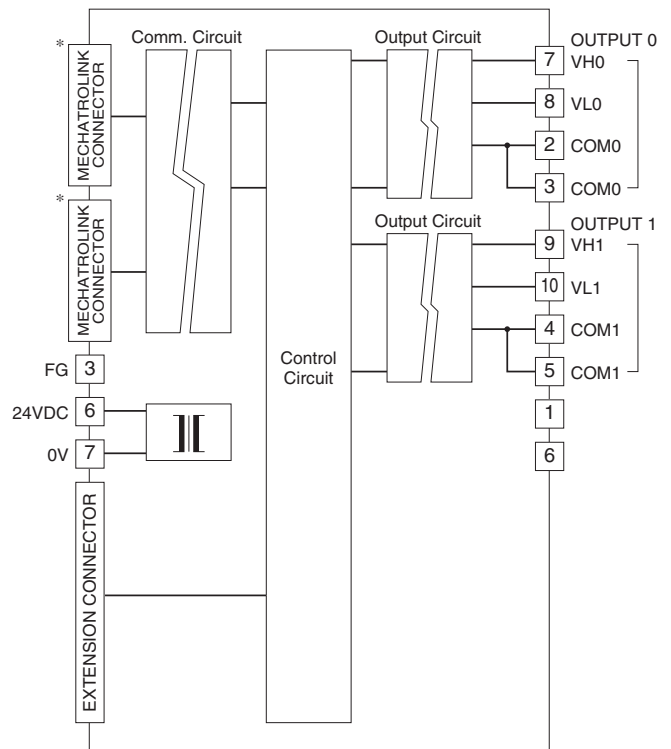 Comm. Circuit
Output Circuit
OUTPUT 0
* MECHATROLINK
CONNECTOR
7 VH0
8 VL0
2 COM0
3 COM0
* MECHATROLINK
CONNECTOR
Output Circuit
OUTPUT 1
9 VH1
10 VL1
4 COM1
5 COM1
Control
Circuit
FG 3
24VDC 6
0V 7
1
6
EXTENSION CONNECTOR